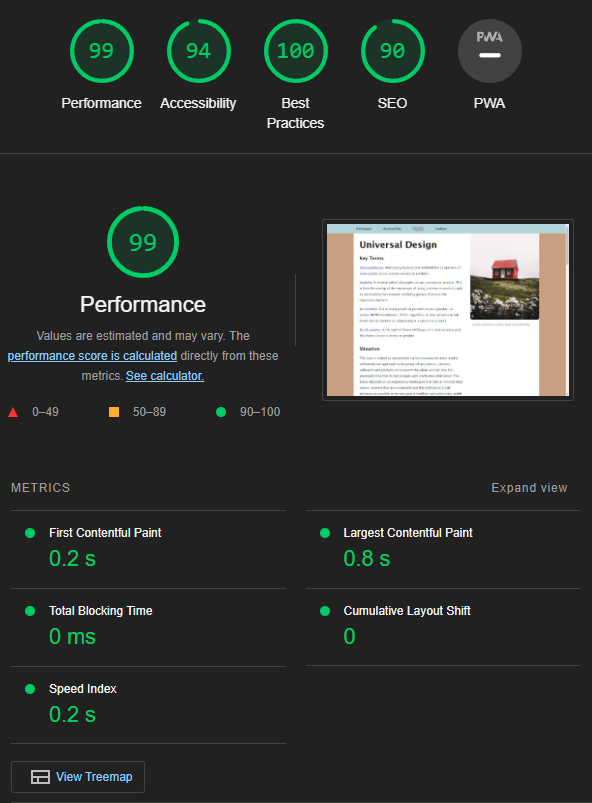 99
94
100
90
PWA
Performance
Accessibility
Best
Practices
SEO
PWA
99
Performance
Values are estimated and may vary. The
performance score is calculated directly from these
metrics. See calculator.
0–49
50–89
90–100
Universal Design
Key Terms
Situation
METRICS
Expand view
First Contentful Paint
0.2 s
Largest Contentful Paint
0.8 s
Total Blocking Time
0 ms
Cumulative Layout Shift
0
Speed Index
0.2 s
View Treemap